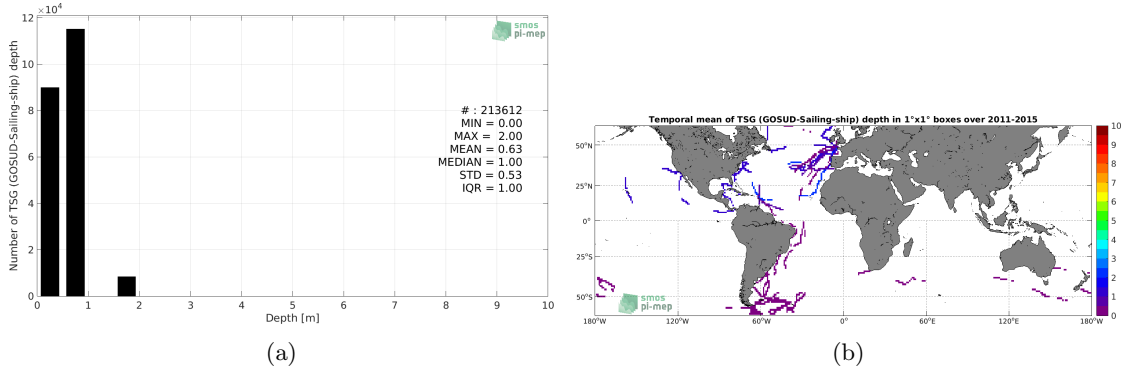 ×10⁴
12
10
8
6
4
2
0
Number of TSG (GOSUD-Sailing-ship) depth
smos
pi-mep
# : 213612
MIN = 0.00
MAX = 2.00
MEAN = 0.63
MEDIAN = 1.00
STD = 0.53
IQR = 1.00
0 1 2 3 4 5 6 7 8 9 10
Depth [m]
(a)
Temporal mean of TSG (GOSUD-Sailing-ship) depth in 1°x1° boxes over 2011-2015
50°N
25°N
0°
25°S
50°S
smos
pi-mep
180°W 120°W 60°W 0° 60°E 120°E 180°E
10
9
8
7
6
5
4
3
2
1
0
(b)